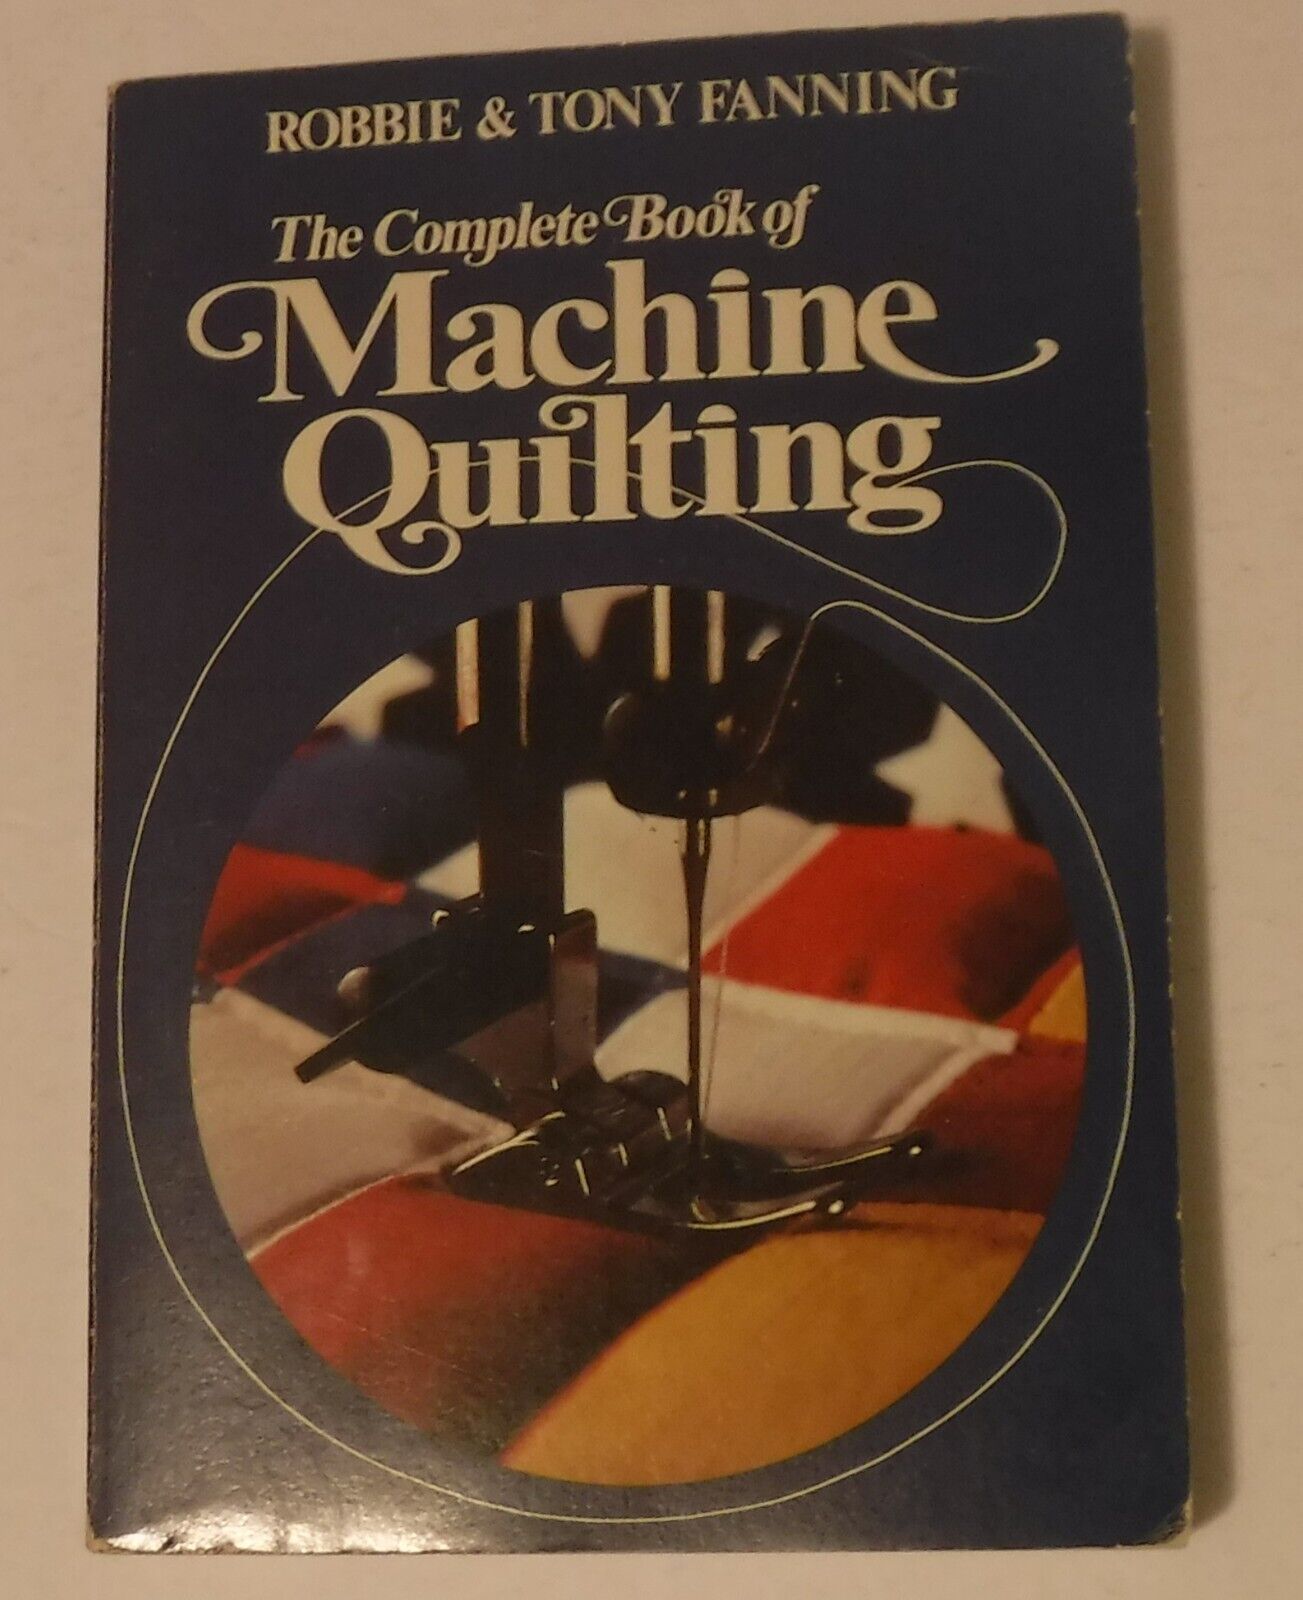 ROBBIE & TONY FANNING
The Complete Book of
Machine
Quilting